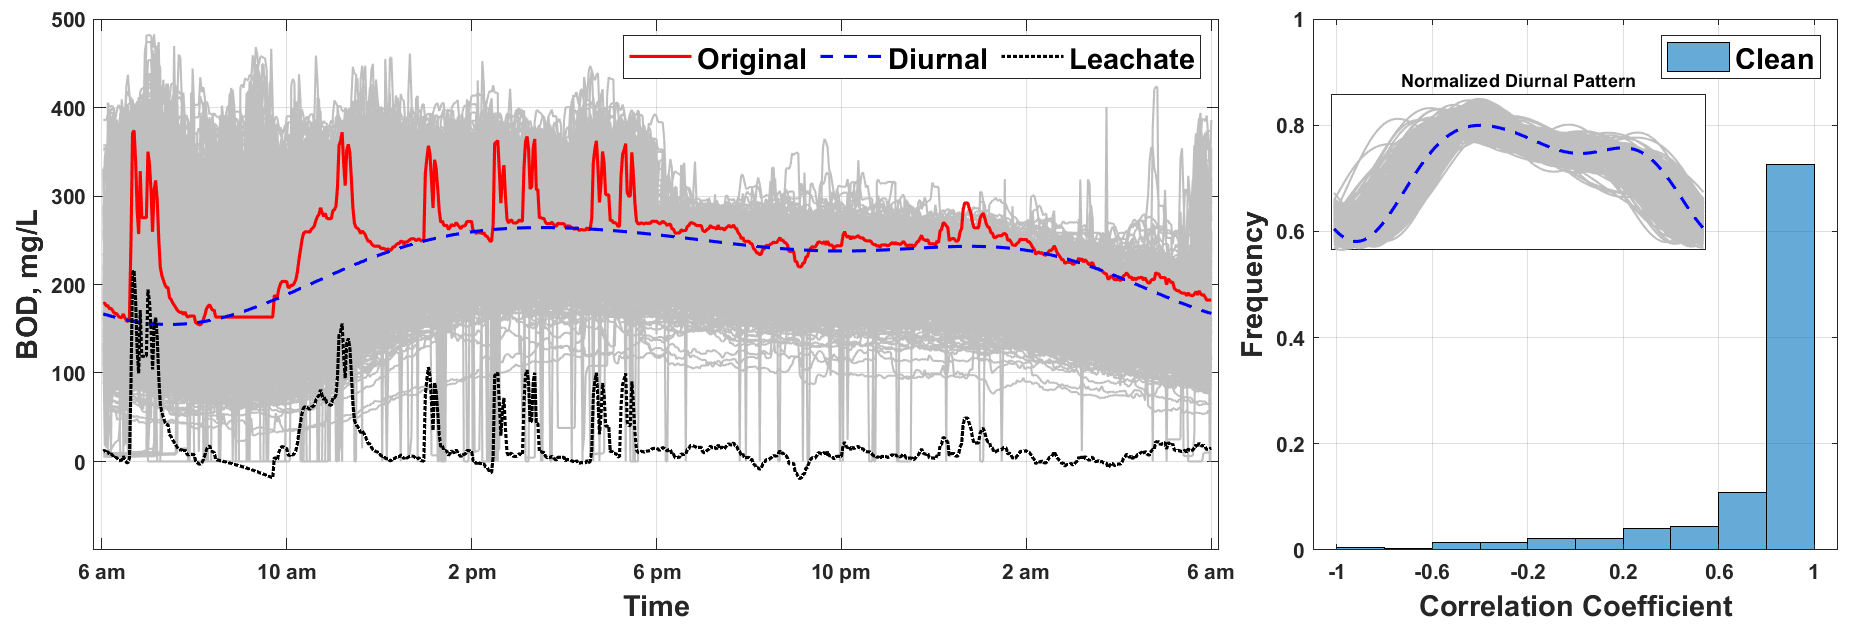 500
400
300
200
100
0
BOD, mg/L
Original Diurnal Leachate
6 am 10 am 2 pm 6 pm 10 pm 2 am 6 am
Time
1
0.8
0.6
0.4
0.2
0
Frequency
Clean
Normalized Diurnal Pattern
-1 -0.6 -0.2 0.2 0.6 1
Correlation Coefficient